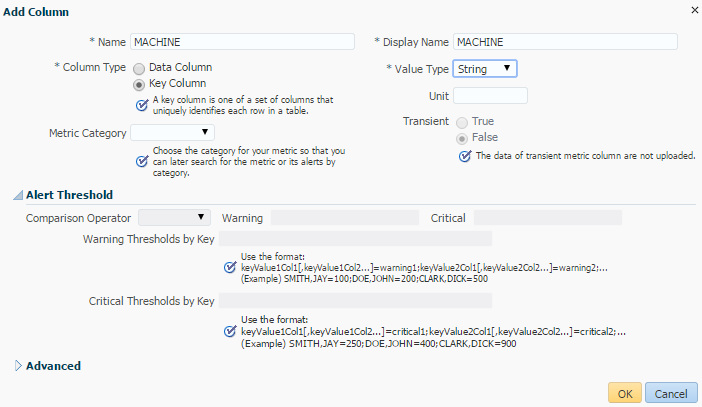 Add Column
* Name MACHINE * Display Name MACHINE
* Column Type Data Column * Value Type String
Key Column
A key column is one of a set of columns that
uniquely identifies each row in a table.
Unit
Metric Category
Transient True
False
Choose the category for your metric so that you
can later search for the metric or its alerts by
category.
The data of transient metric column are not uploaded.
Alert Threshold
Comparison Operator Warning Critical
Warning Thresholds by Key
Use the format:
keyValue1Col1[,keyValue1Col2...]=warning1;keyValue2Col1[,keyValue2Col2...]=warning2;...
(Example) SMITH,JAY=100;DOE,JOHN=200;CLARK,DICK=500
Critical Thresholds by Key
Use the format:
keyValue1Col1[,keyValue1Col2...]=critical1;keyValue2Col1[,keyValue2Col2...]=critical2;...
(Example) SMITH,JAY=250;DOE,JOHN=400;CLARK,DICK=900
Advanced
OK Cancel